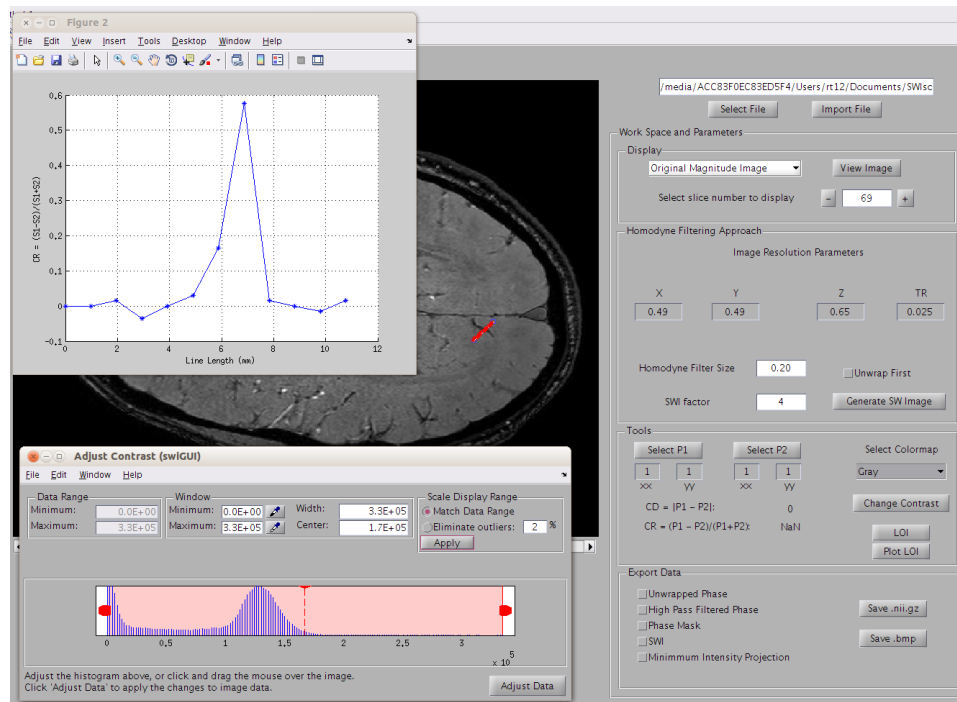 Figure 2
File Edit View Insert Tools Desktop Window Help
0.6
0.5
0.4
0.3
0.2
0.1
0
-0.1
CR = (S1-S2)/(S1+S2)
0 2 4 6 8 10 12
Line Length (mm)
/media/ACC83F0EC83ED5F4/Users/rt12/Documents/SWIsc
Select File Import File
Work Space and Parameters
Display
Original Magnitude Image View Image
Select slice number to display - 69 +
Homodyne Filtering Approach
Image Resolution Parameters
X Y Z TR
0.49 0.49 0.65 0.025
Homodyne Filter Size 0.20 Unwrap First
SWI factor 4 Generate SW Image
Tools
Select P1 Select P2 Select Colormap
1 1 1 1 Gray
XX YY XX YY
CD = |P1 - P2|: 0 Change Contrast
CR = (P1 - P2)/(P1+P2): NaN
LOI
Plot LOI
Export Data
Unwrapped Phase
High Pass Filtered Phase Save .nii.gz
Phase Mask
SWI Save .bmp
Minimmum Intensity Projection
Adjust Contrast (swiGUI)
File Edit Window Help
Data Range Window Scale Display Range
Minimum: 0.0E+00 Minimum: 0.0E+00 Width: 3.3E+05 Match Data Range
Maximum: 3.3E+05 Maximum: 3.3E+05 Center: 1.7E+05 Eliminate outliers: 2 %
Apply
0 0.5 1 1.5 2 2.5 3
x 10^5
Adjust the histogram above, or click and drag the mouse over the image.
Click 'Adjust Data' to apply the changes to image data. Adjust Data